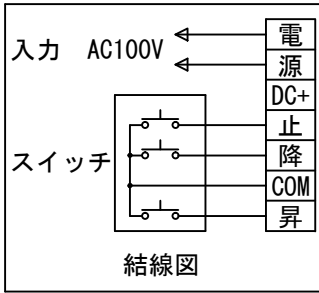 入力 AC100V
電
源
DC+
止
降
COM
昇
スイッチ
結線図